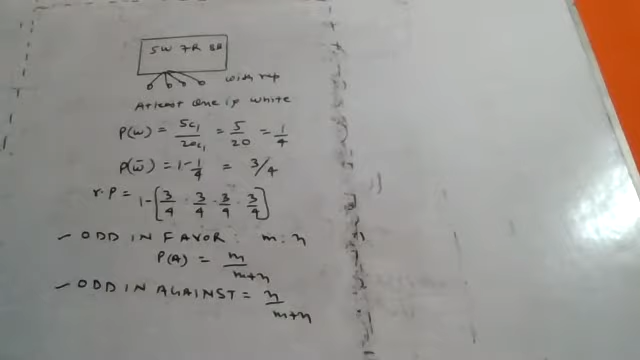 5W 7R 8B
with rep
Atleast one is white
P(w) = 5c1/20c1 = 5/20 = 1/4
P(w̅) = 1-1/4 = 3/4
r.P = 1-[3/4 · 3/4 · 3/4 · 3/4]
ODD IN FAVOR: m:n
P(A) = m/m+n
ODD IN AGAINST = n/m+n